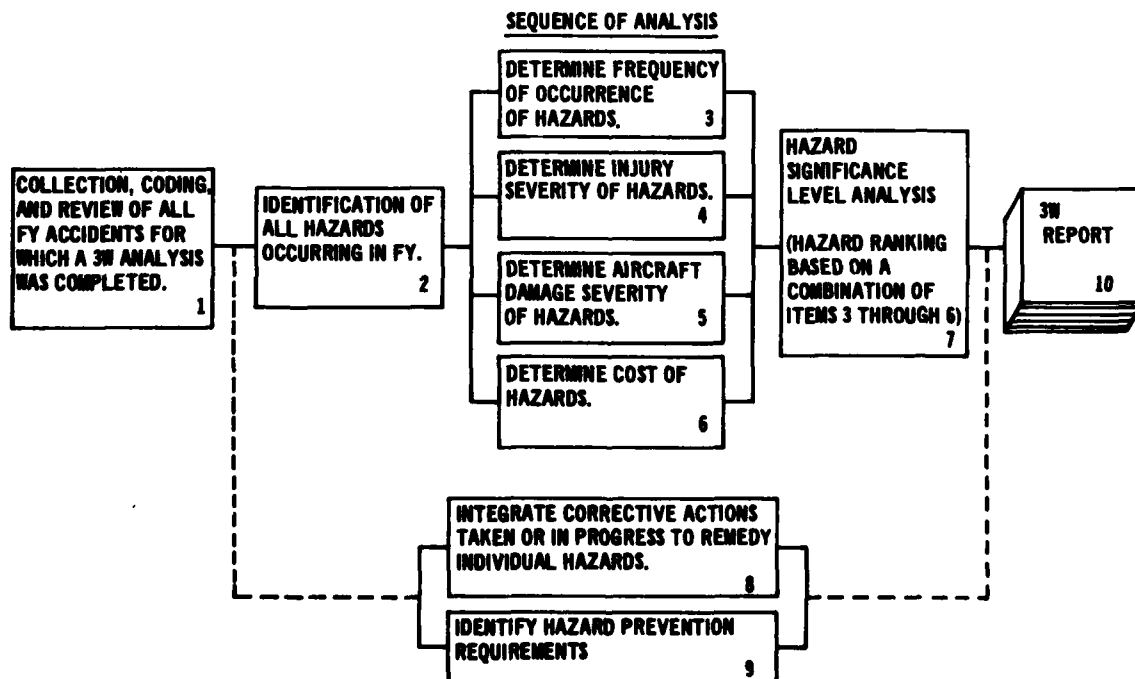 SEQUENCE OF ANALYSIS
COLLECTION, CODING,
AND REVIEW OF ALL
FY ACCIDENTS FOR
WHICH A 3W ANALYSIS
WAS COMPLETED.
1
IDENTIFICATION OF
ALL HAZARDS
OCCURRING IN FY.
2
DETERMINE FREQUENCY
OF OCCURRENCE
OF HAZARDS.
3
DETERMINE INJURY
SEVERITY OF HAZARDS.
4
DETERMINE AIRCRAFT
DAMAGE SEVERITY
OF HAZARDS.
5
DETERMINE COST OF
HAZARDS.
6
HAZARD
SIGNIFICANCE
LEVEL ANALYSIS
(HAZARD RANKING
BASED ON A
COMBINATION OF
ITEMS 3 THROUGH 6)
7
INTEGRATE CORRECTIVE ACTIONS
TAKEN OR IN PROGRESS TO REMEDY
INDIVIDUAL HAZARDS.
8
IDENTIFY HAZARD PREVENTION
REQUIREMENTS
9
3W
REPORT
10